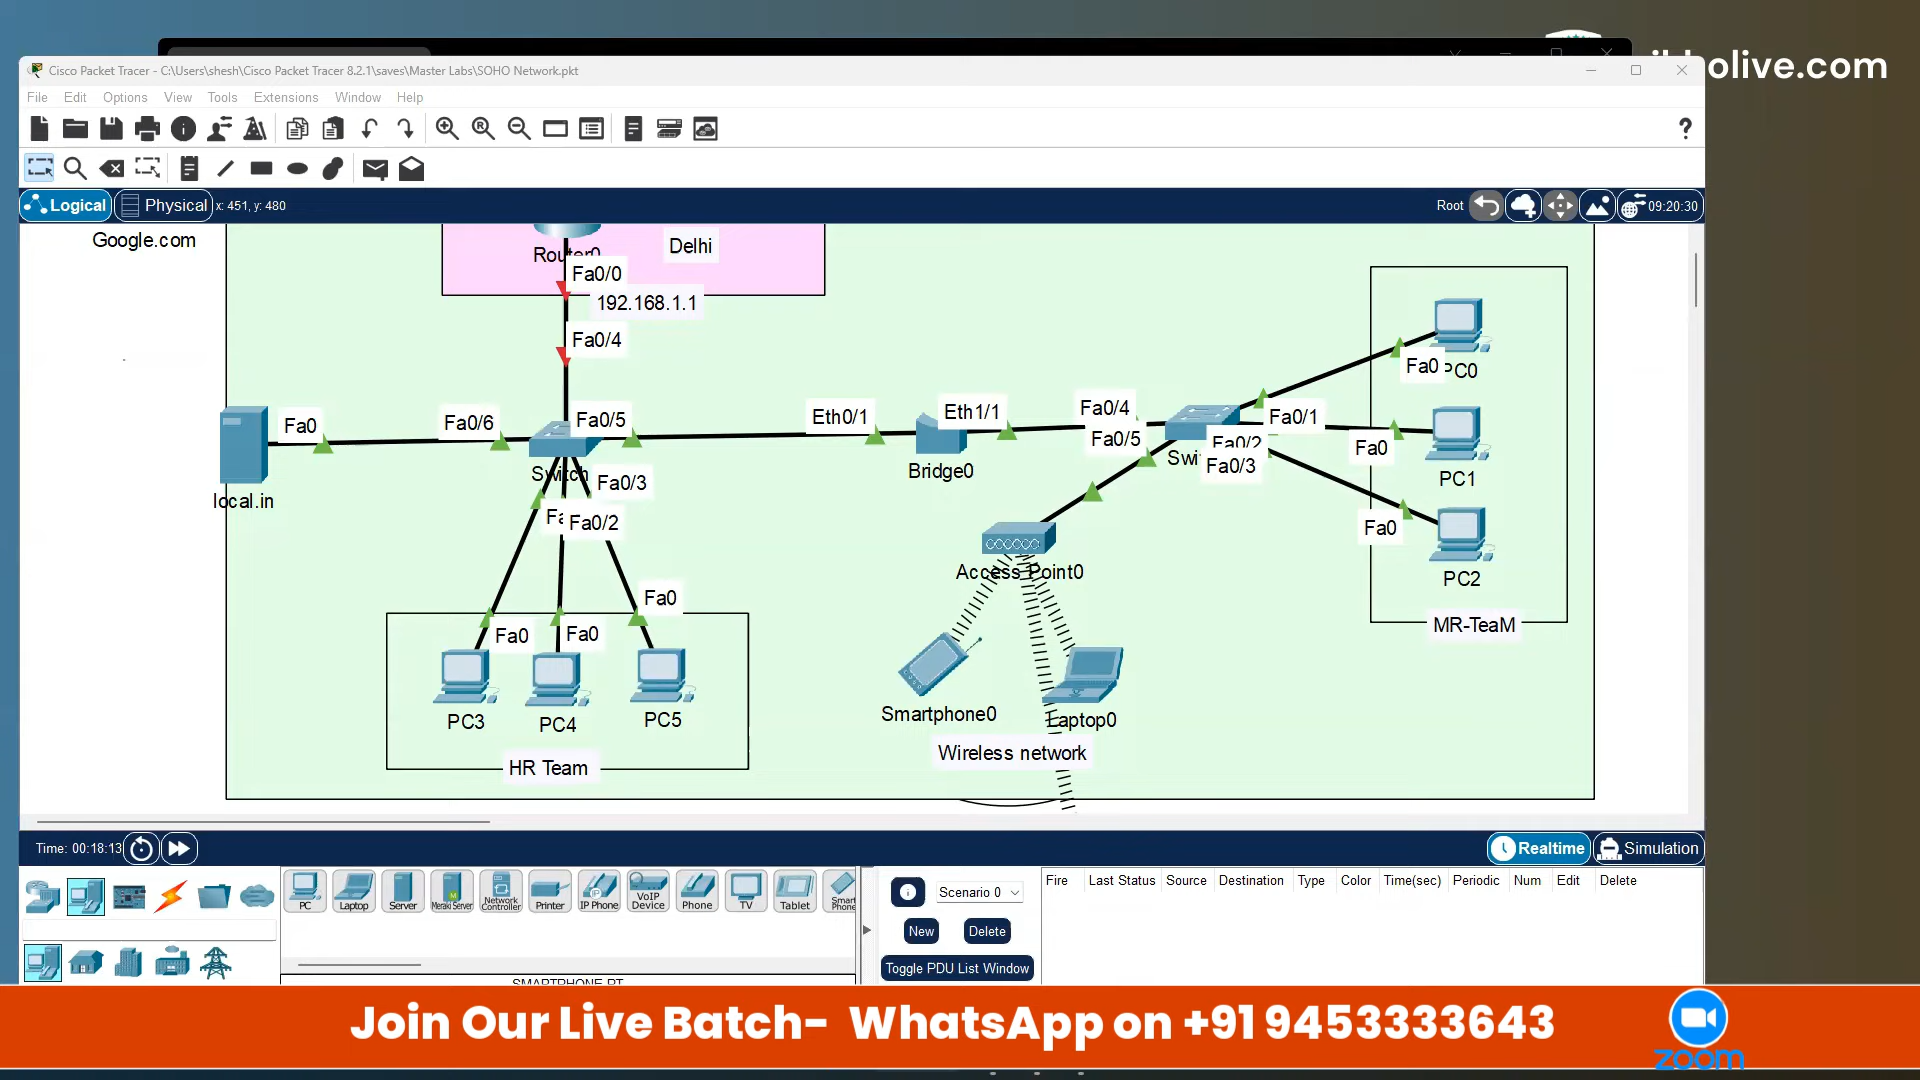 olive.com
Cisco Packet Tracer - C:\Users\shesh\Cisco Packet Tracer 8.2.1\saves\Master Labs\SOHO Network.pkt
File Edit Options View Tools Extensions Window Help
Logical Physical x: 451, y: 480 Root 09:20:30
Google.com
Router0 Delhi
Fa0/0
192.168.1.1
Fa0/4
Fa0 Fa0/6 Fa0/5 Eth0/1 Eth1/1 Fa0/4 Fa0/1
Fa0/5 Fa0/2
Fa0/3
Fa0
PC0
Fa0
PC1
Fa0
PC2
MR-TeaM
local.in
Switch
Bridge0
Fa0/3
Fa0/2
Access Point0
Fa0
Fa0 Fa0
PC3 PC4 PC5
HR Team
Smartphone0 Laptop0
Wireless network
Time: 00:18:13 Realtime Simulation
PC Laptop Server Meraki Server Network Controller Printer IP Phone VoIP Device Phone TV Tablet Smart Phone
Scenario 0
New Delete
Toggle PDU List Window
Fire Last Status Source Destination Type Color Time(sec) Periodic Num Edit Delete
SMARTPHONE-PT
Join Our Live Batch- WhatsApp on +91 9453333643
zoom